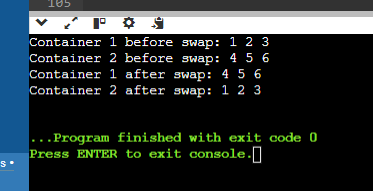 105
Container 1 before swap: 1 2 3
Container 2 before swap: 4 5 6
Container 1 after swap: 4 5 6
Container 2 after swap: 1 2 3
...Program finished with exit code 0
Press ENTER to exit console.
s •